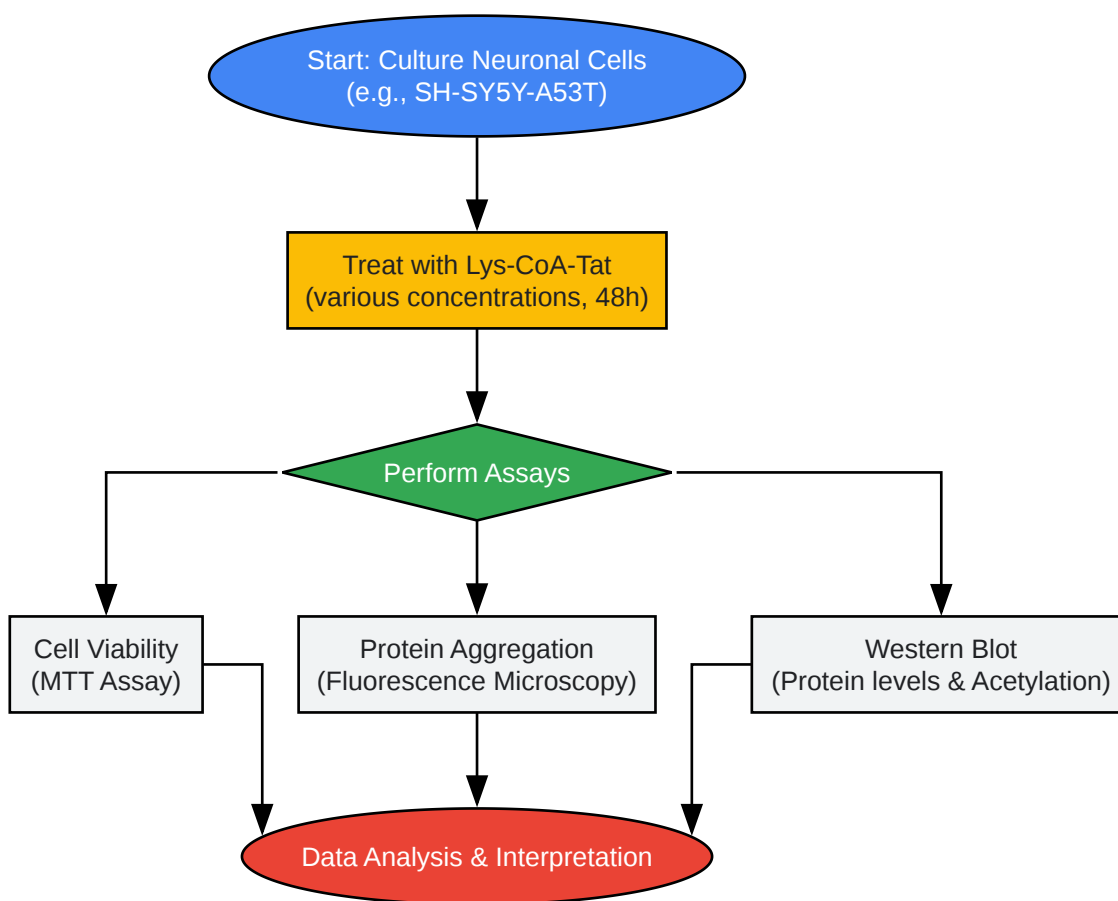 Start: Culture Neuronal Cells
(e.g., SH-SY5Y-A53T)
Treat with Lys-CoA-Tat
(various concentrations, 48h)
Perform Assays
Cell Viability
(MTT Assay)
Protein Aggregation
(Fluorescence Microscopy)
Western Blot
(Protein levels & Acetylation)
Data Analysis & Interpretation